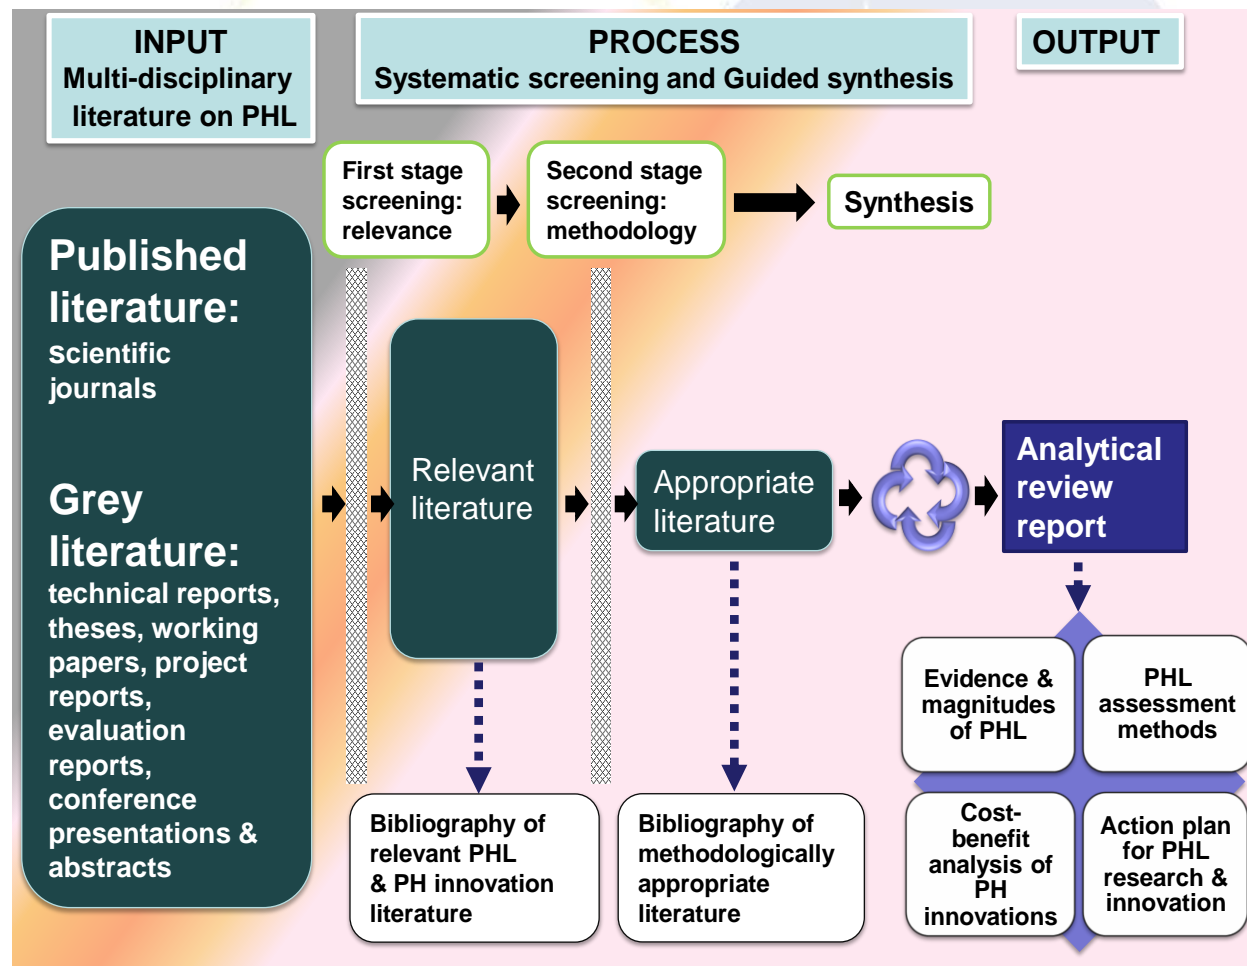 INPUT
Multi-disciplinary
literature on PHL
PROCESS
Systematic screening and Guided synthesis
OUTPUT
First stage
screening:
relevance
Second stage
screening:
methodology
Synthesis
Published
literature:
scientific
journals
Grey
literature:
technical reports,
theses, working
papers, project
reports,
evaluation
reports,
conference
presentations &
abstracts
Relevant
literature
Appropriate
literature
Analytical
review
report
Bibliography of
relevant PHL
& PH innovation
literature
Bibliography of
methodologically
appropriate
literature
Evidence &
magnitudes
of PHL
PHL
assessment
methods
Cost-
benefit
analysis of
PH
innovations
Action plan
for PHL
research &
innovation